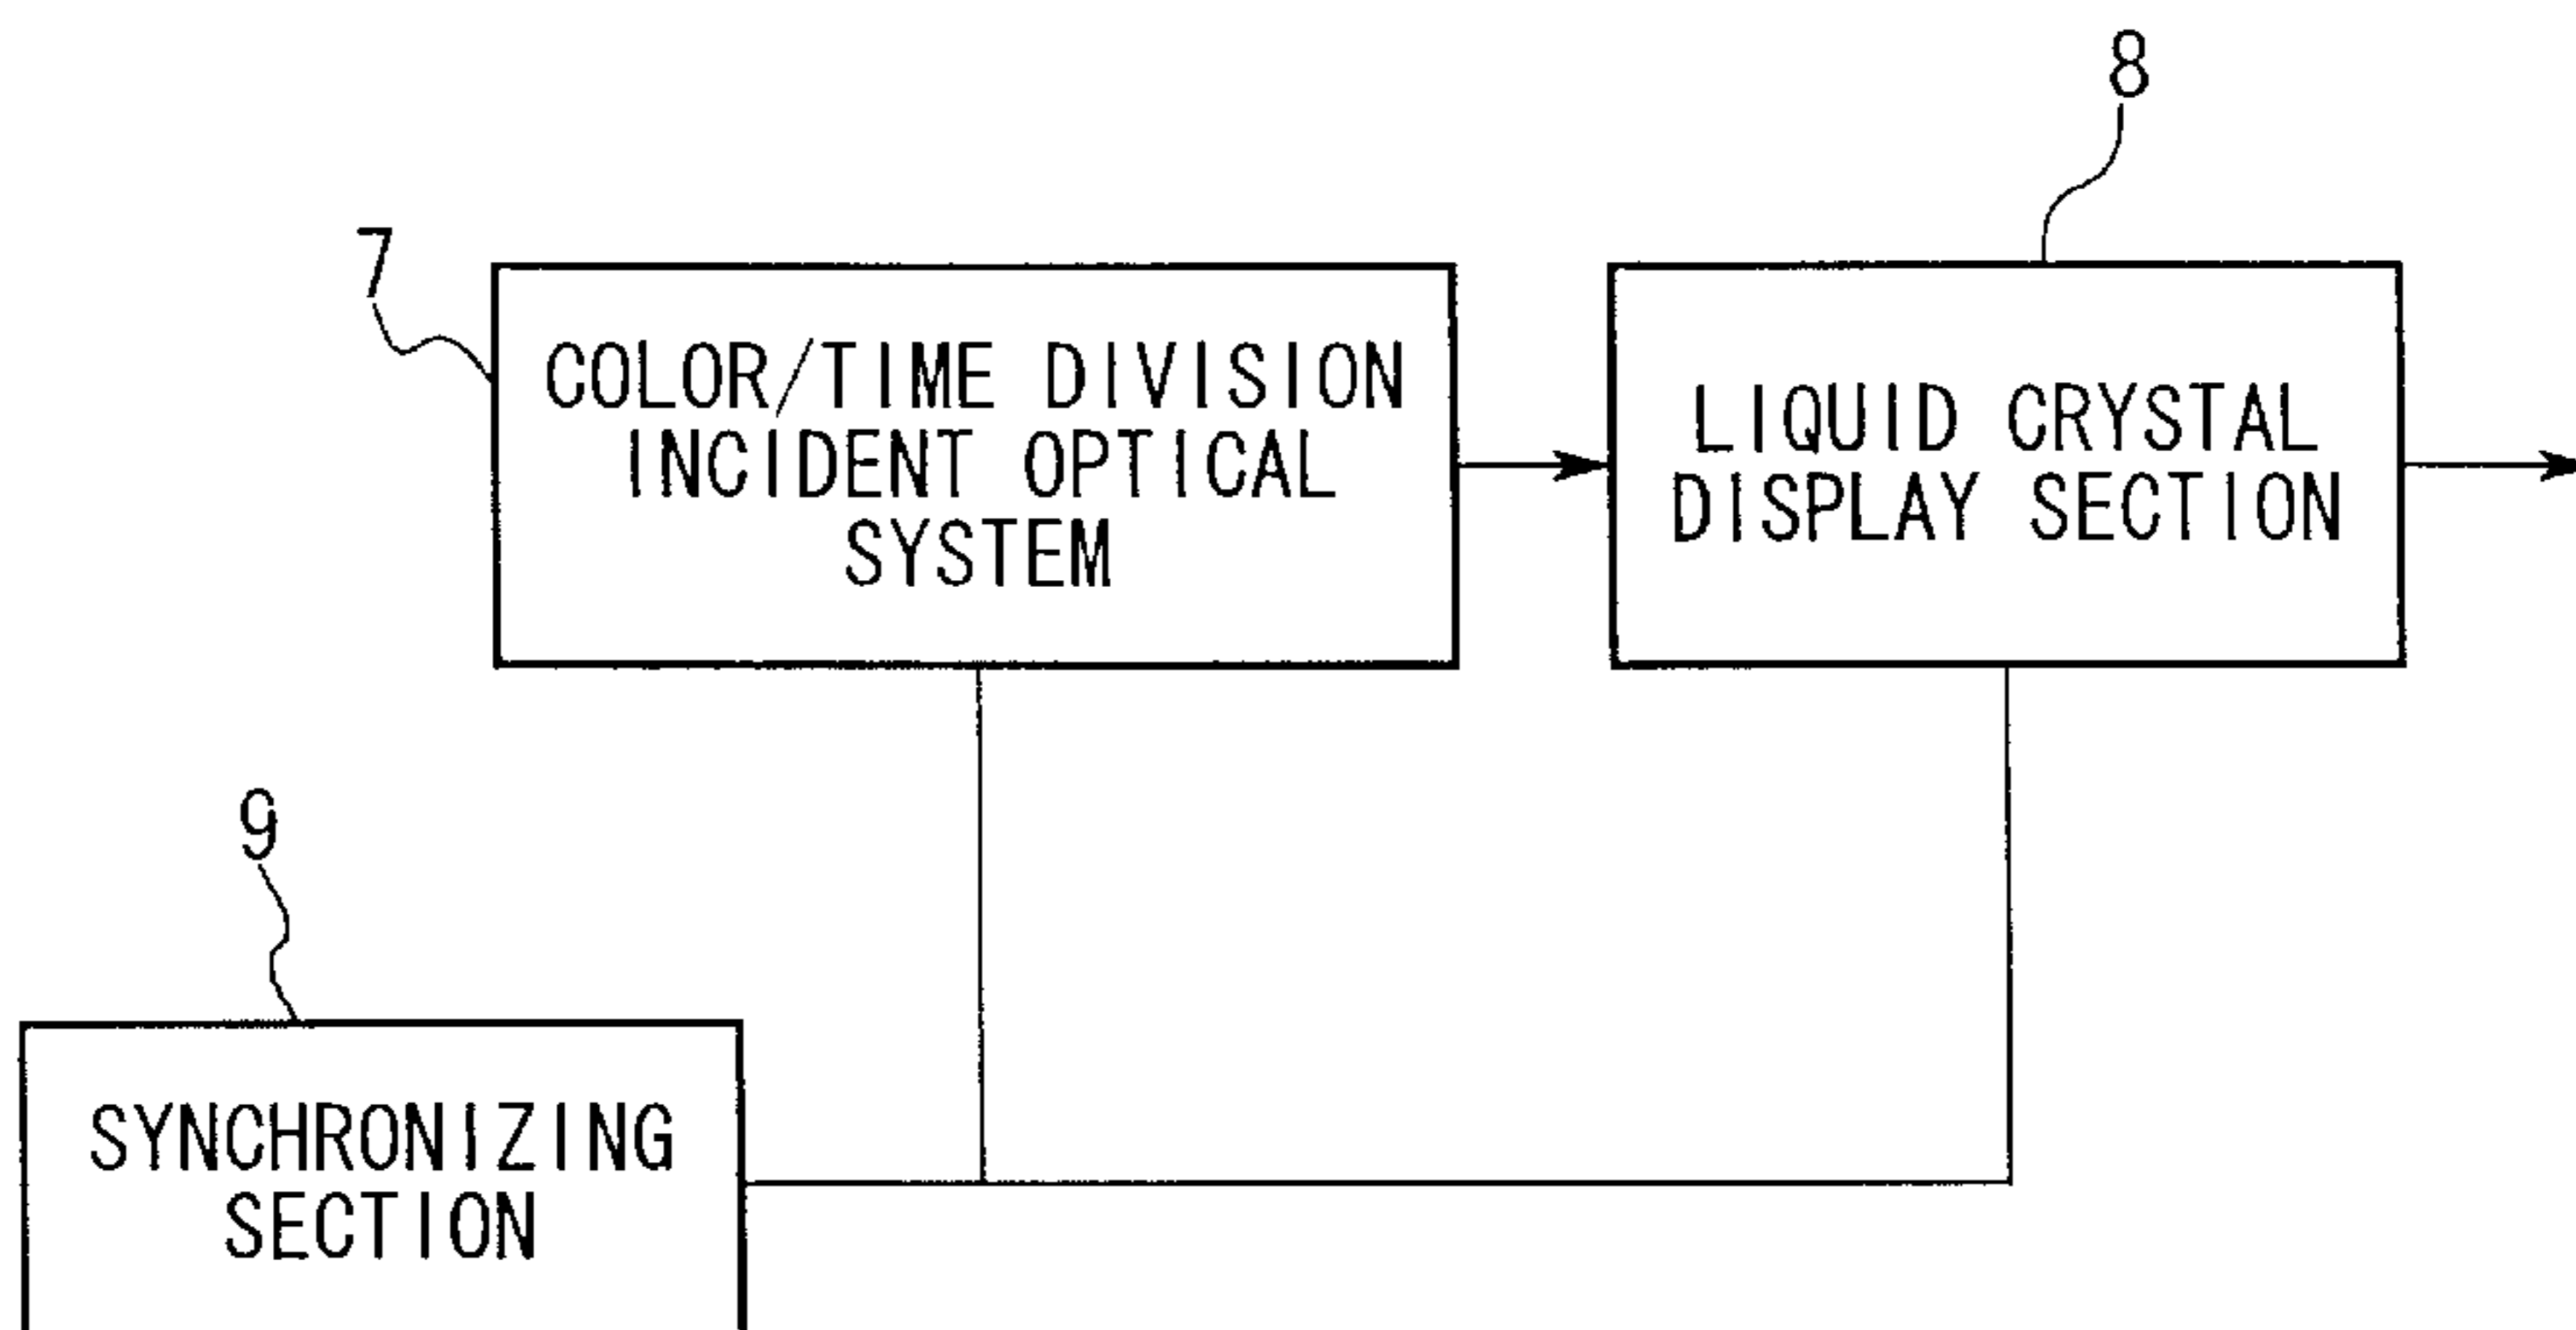 8
7
COLOR/TIME DIVISION
INCIDENT OPTICAL
SYSTEM
LIQUID CRYSTAL
DISPLAY SECTION
9
SYNCHRONIZING
SECTION